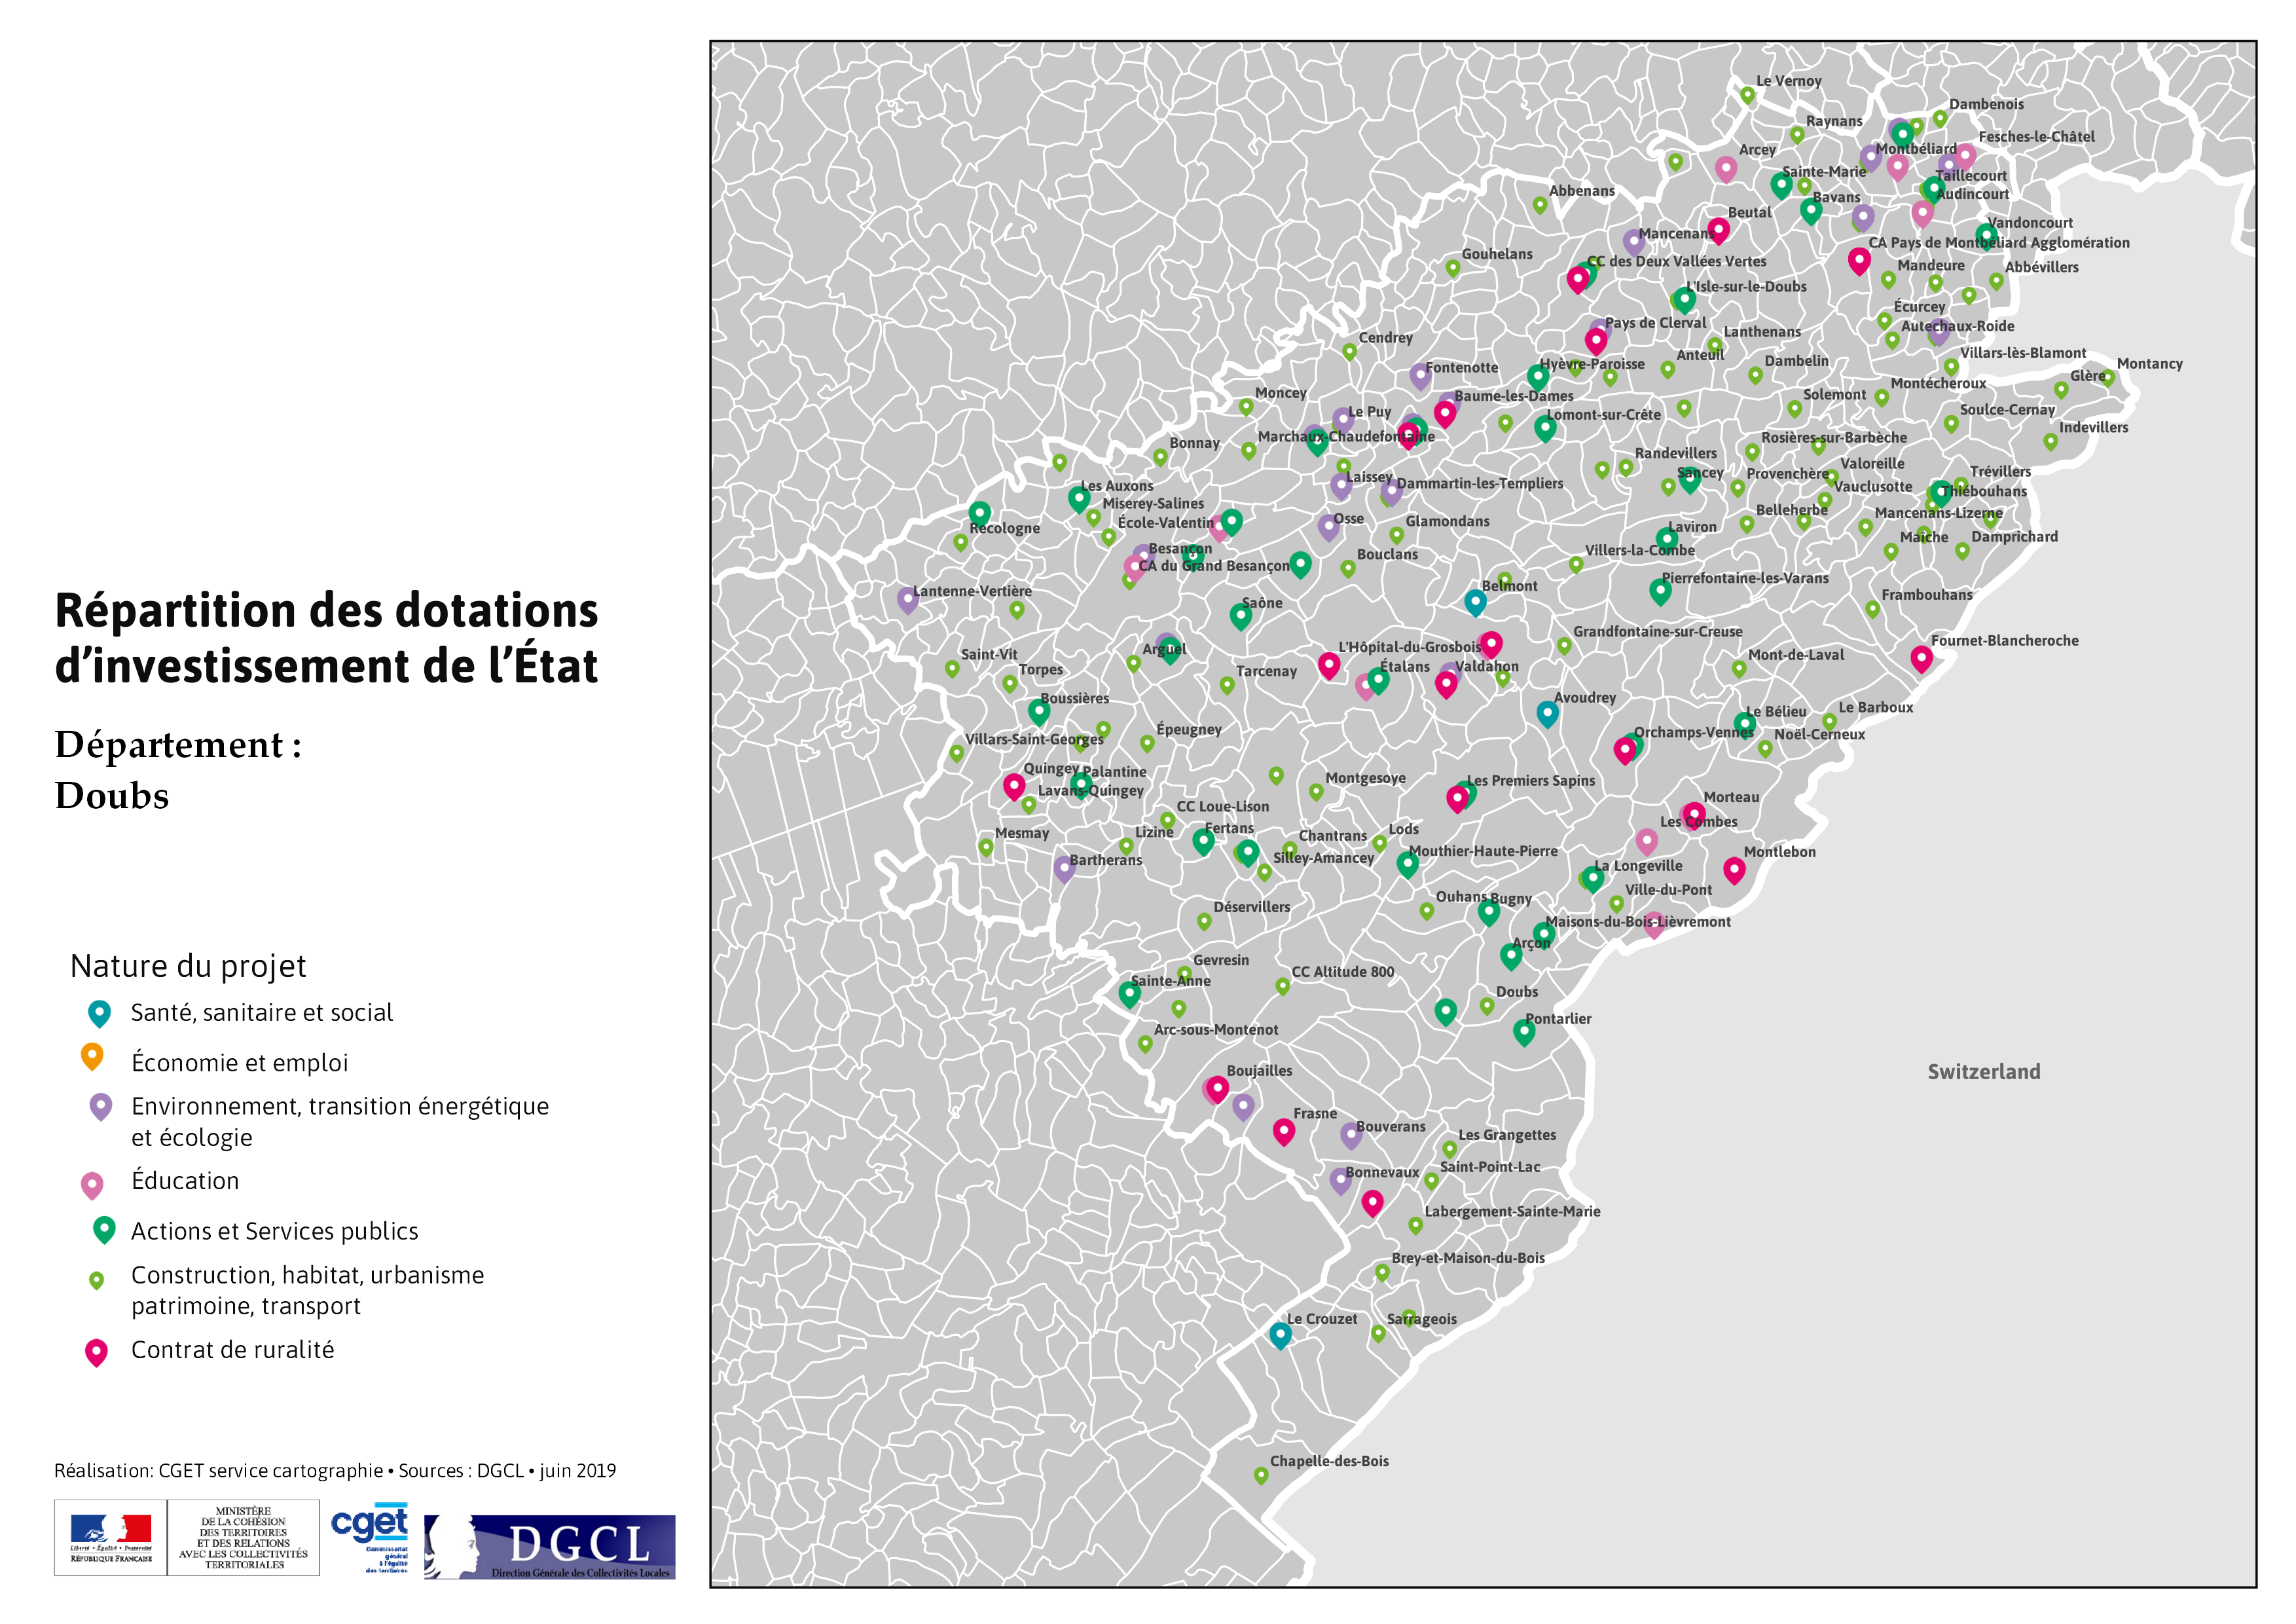 Répartition des dotations
d’investissement de l’État
Département :
Doubs
Nature du projet
Santé, sanitaire et social
Économie et emploi
Environnement, transition énergétique
et écologie
Éducation
Actions et Services publics
Construction, habitat, urbanisme
patrimoine, transport
Contrat de ruralité
Réalisation: CGET service cartographie • Sources : DGCL • juin 2019
Liberté • Égalité • Fraternité
RÉPUBLIQUE FRANÇAISE
MINISTÈRE
DE LA COHÉSION
DES TERRITOIRES
ET DES RELATIONS
AVEC LES COLLECTIVITÉS
TERRITORIALES
cget
Commissariat
général
à l'égalité
des territoires
DGCL
Direction Générale des Collectivités Locales
Le Vernoy
Dambenois
Raynans
Fesches-le-Châtel
Arcey
Montbéliard
Sainte-Marie
Taillecourt
Abbenans
Audincourt
Bavans
Beutal
Vandoncourt
Mancenans
CA Pays de Montbéliard Agglomération
Gouhelans
CC des Deux Vallées Vertes
Mandeure
Abbévillers
L'Isle-sur-le-Doubs
Écurcey
Pays de Clerval
Autechaux-Roide
Lanthenans
Cendrey
Anteuil
Villars-lès-Blamont
Dambelin
Montancy
Hyèvre-Paroisse
Fontenotte
Glère
Montécheroux
Moncey
Baume-les-Dames
Solemont
Le Puy
Lomont-sur-Crête
Soulce-Cernay
Indevillers
Marchaux-Chaudefontaine
Rosières-sur-Barbèche
Bonnay
Randevillers
Valoreille
Sancey
Provenchère
Trévillers
Laissey
Dammartin-les-Templiers
Les Auxons
Vauclusotte
Thiébouhans
Miserey-Salines
Belleherbe
Mancenans-Lizerne
Recologne
École-Valentin
Osse
Glamondans
Laviron
Maîche
Damprichard
Besançon
Bouclans
Villers-la-Combe
CA du Grand Besançon
Pierrefontaine-les-Varans
Belmont
Lantenne-Vertière
Frambouhans
Saône
Grandfontaine-sur-Creuse
Fournet-Blancheroche
Arguel
L'Hôpital-du-Grosbois
Saint-Vit
Mont-de-Laval
Torpes
Tarcenay
Étalans
Valdahon
Boussières
Avoudrey
Le Barboux
Le Bélieu
Épeugney
Orchamps-Vennes
Noël-Cerneux
Villars-Saint-Georges
Quingey
Palantine
Montgesoye
Les Premiers Sapins
Lavans-Quingey
Morteau
CC Loue-Lison
Les Combes
Mesmay
Lizine
Fertans
Chantrans
Lods
Mouthier-Haute-Pierre
Montlebon
Bartherans
Silley-Amancey
La Longeville
Ville-du-Pont
Ouhans
Bugny
Déservillers
Maisons-du-Bois-Lièvremont
Arçon
Gevresin
CC Altitude 800
Sainte-Anne
Doubs
Pontarlier
Arc-sous-Montenot
Boujailles
Switzerland
Frasne
Bouverans
Les Grangettes
Saint-Point-Lac
Bonnevaux
Labergement-Sainte-Marie
Brey-et-Maison-du-Bois
Le Crouzet
Sarrageois
Chapelle-des-Bois